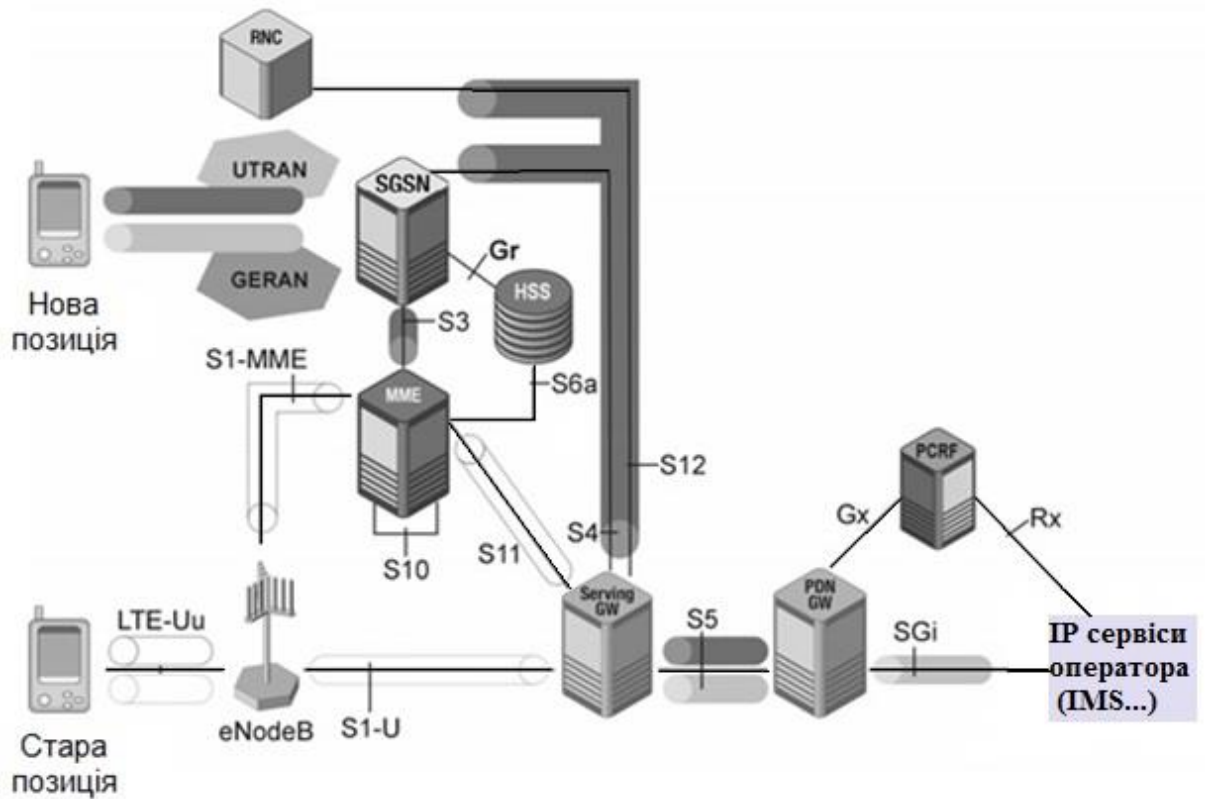 RNC
UTRAN
SGSN
GERAN
Gr
HSS
Нова
позиція
S3
S1-MME
S6a
MME
PCRF
S12
Gx
Rx
S4
S11
S10
Serving
GW
PDN
GW
LTE-Uu
S5
SGi
IP сервіси
оператора
(IMS...)
eNodeB
S1-U
Стара
позиція